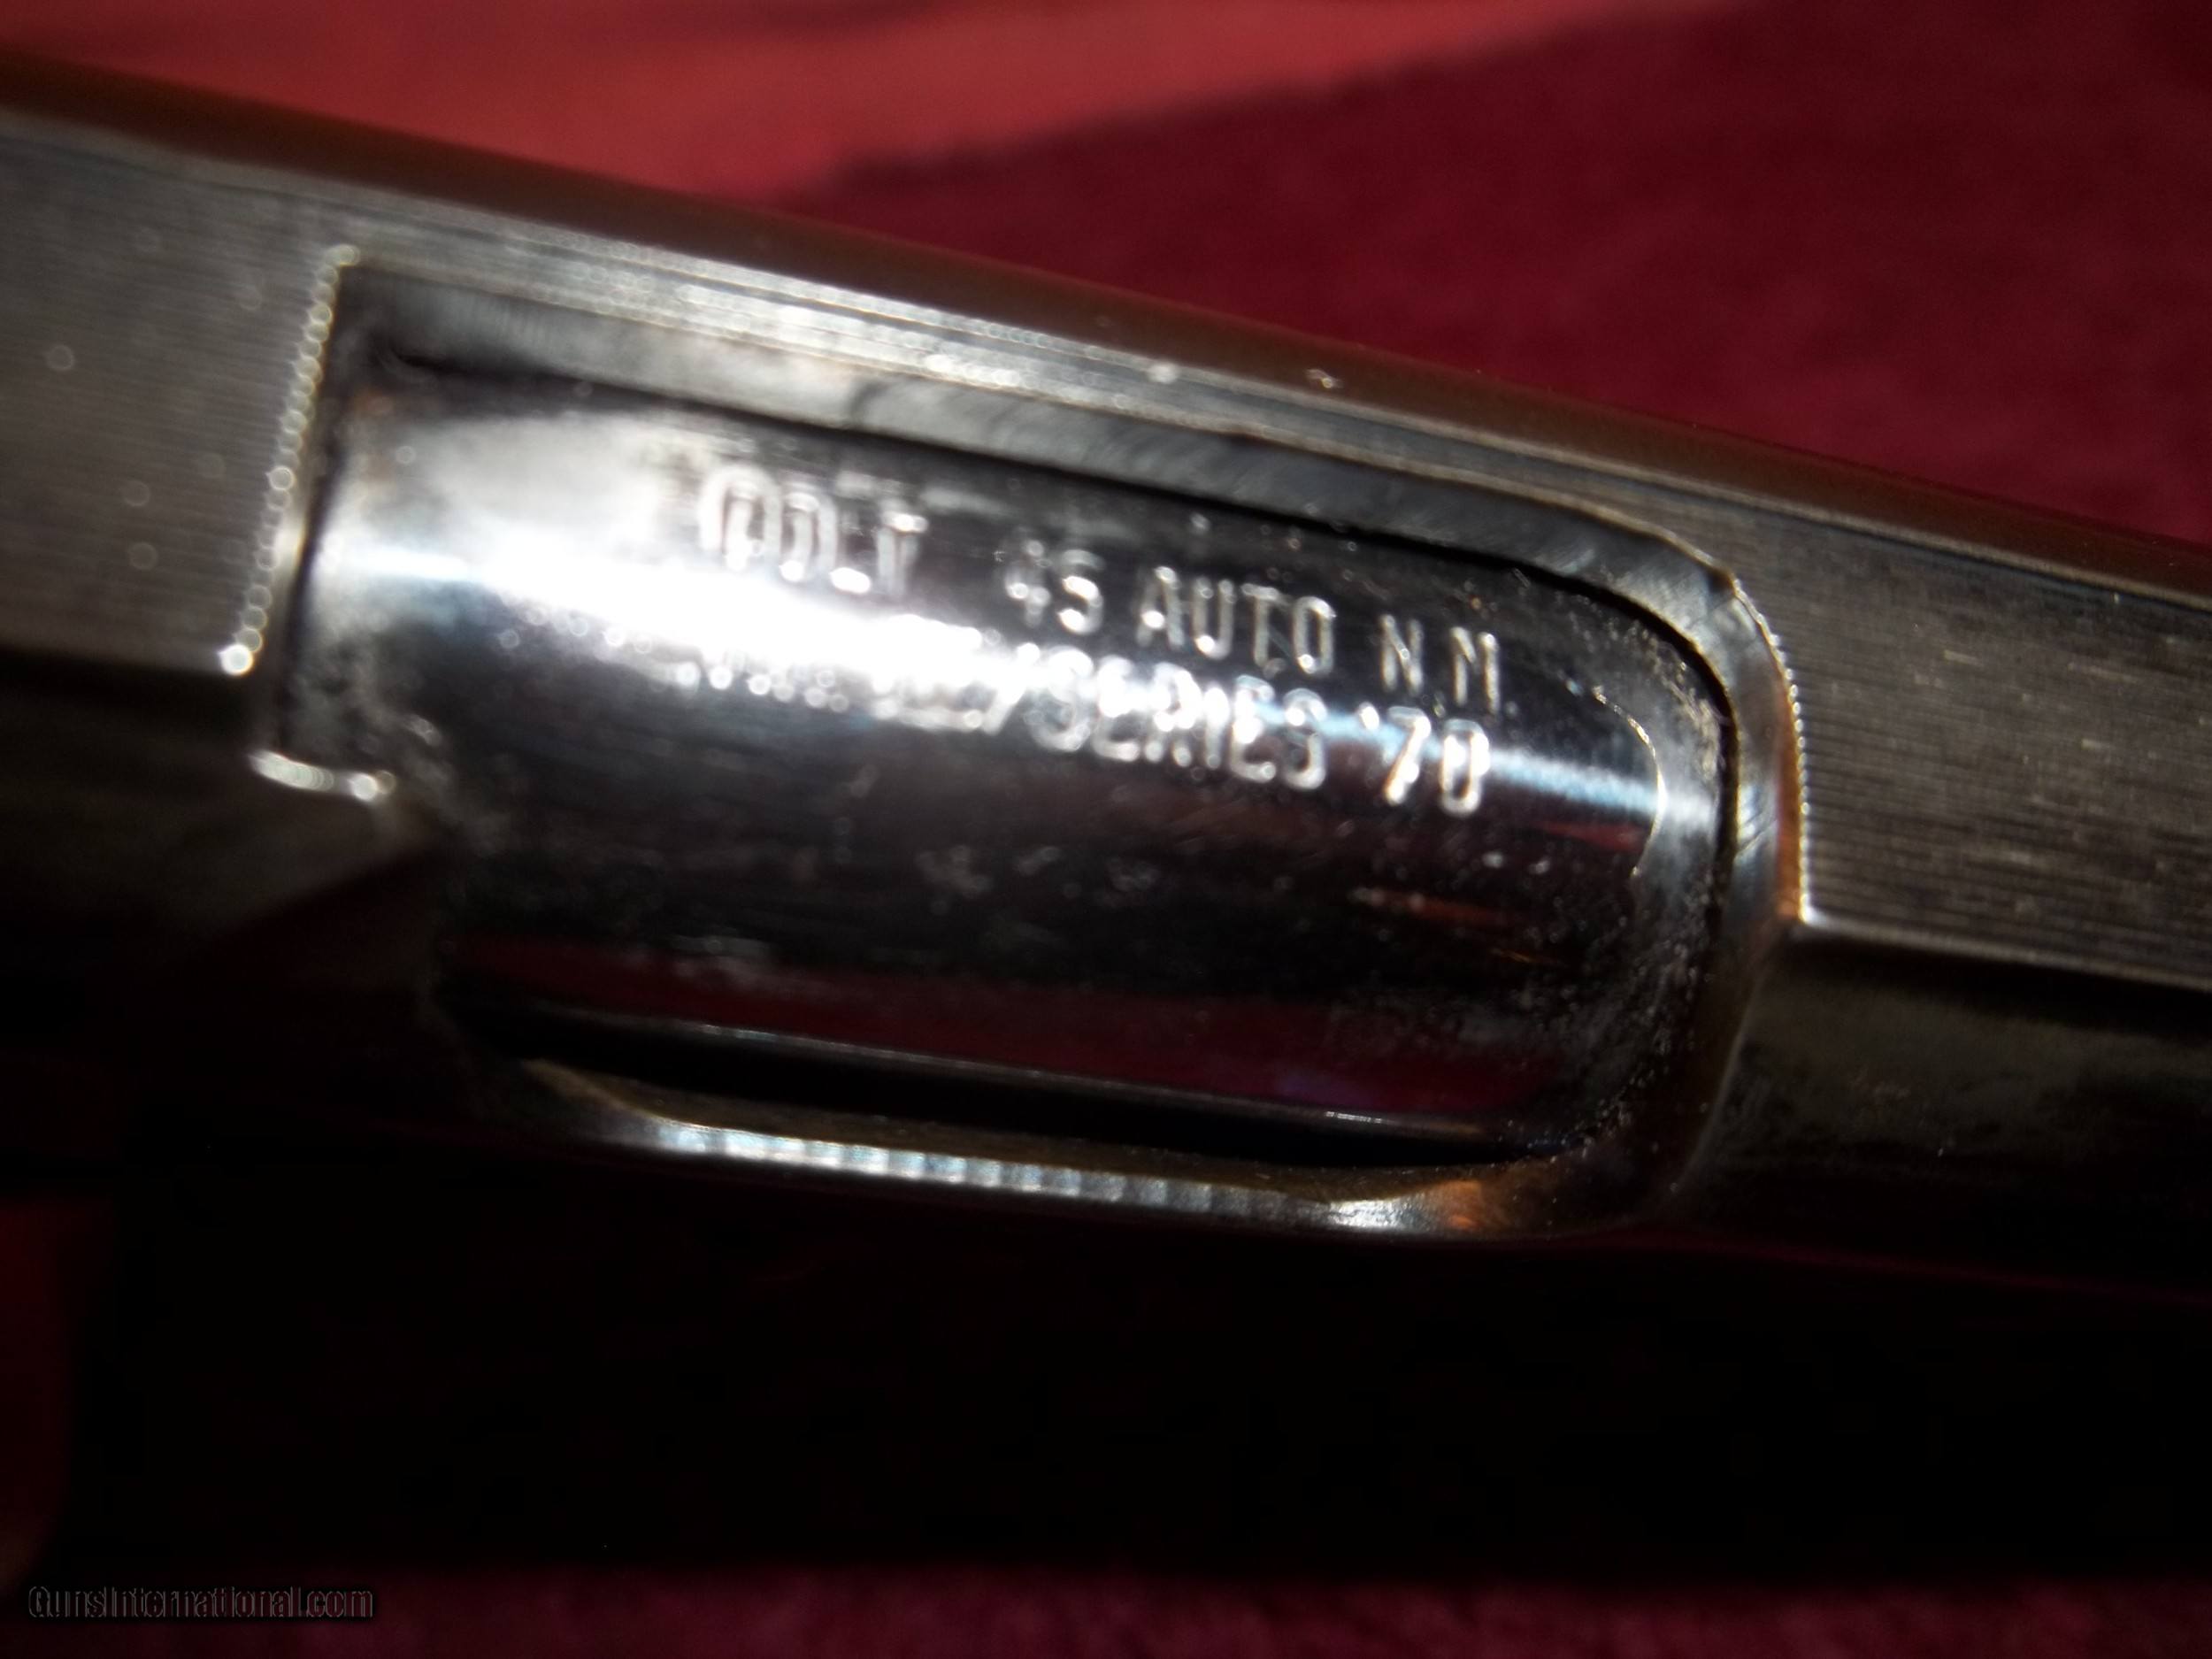 COLT 45 AUTO N.M.
/SERIES '70
GunsInternational.com